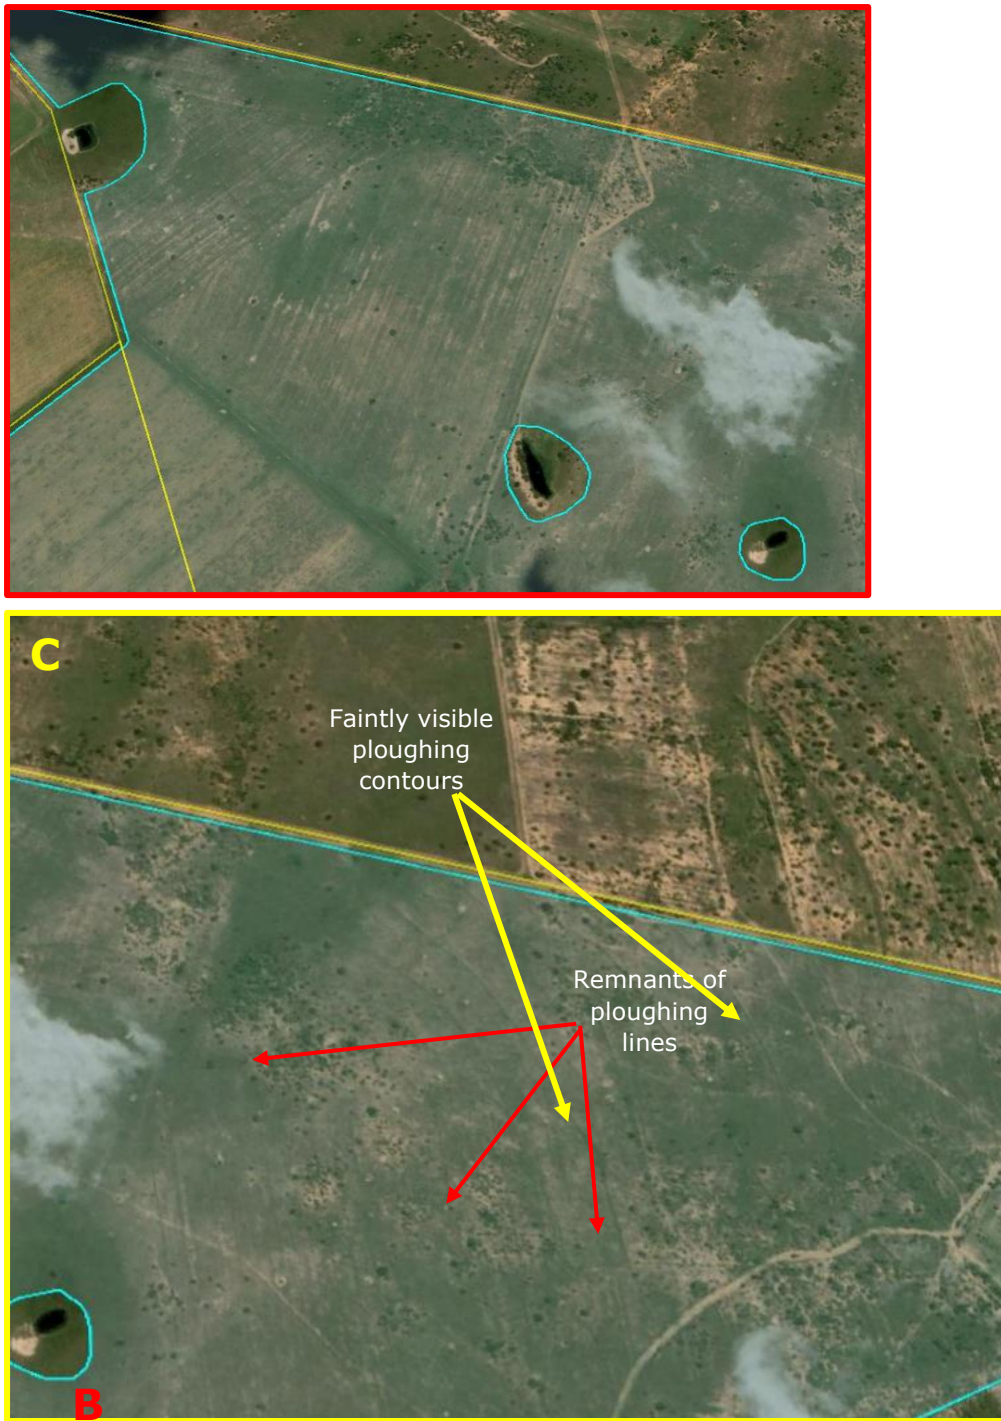 C
Faintly visible
ploughing
contours
Remnants of
ploughing
lines
B